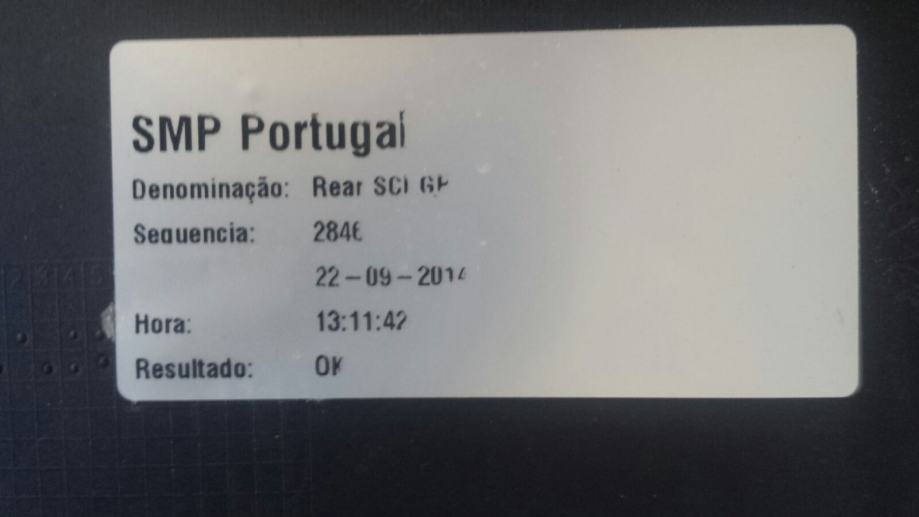 SMP Portugal
Denominação: Rear SCI
Sequencia: 2846
22-09-2014
Hora: 13:11:42
Resultado: OK